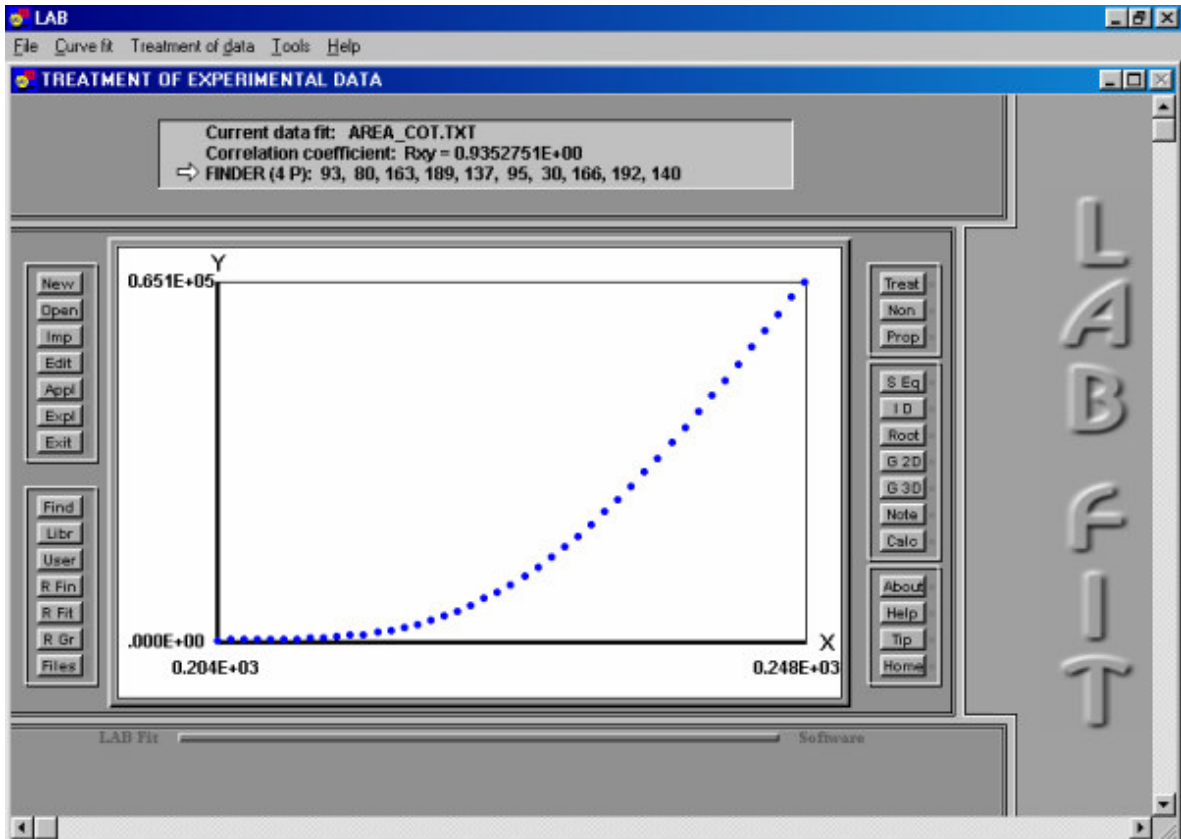 LAB
File Curve fit Treatment of data Tools Help
TREATMENT OF EXPERIMENTAL DATA
Current data fit: AREA_COT.TXT
Correlation coefficient: Rxy = 0.9352751E+00
FINDER (4 P): 93, 80, 163, 189, 137, 95, 30, 166, 192, 140
New
Open
Imp
Edit
Appl
Expl
Exit
Find
Libr
User
R Fin
R Fit
R Gr
Files
Y
0.651E+05
.000E+00
X
0.204E+03
0.248E+03
Treat
Non
Prop
S Eq
I D
Root
G 2D
G 3D
Note
Calc
About
Help
Tip
Home
LAB Fit
Software
LAB FIT